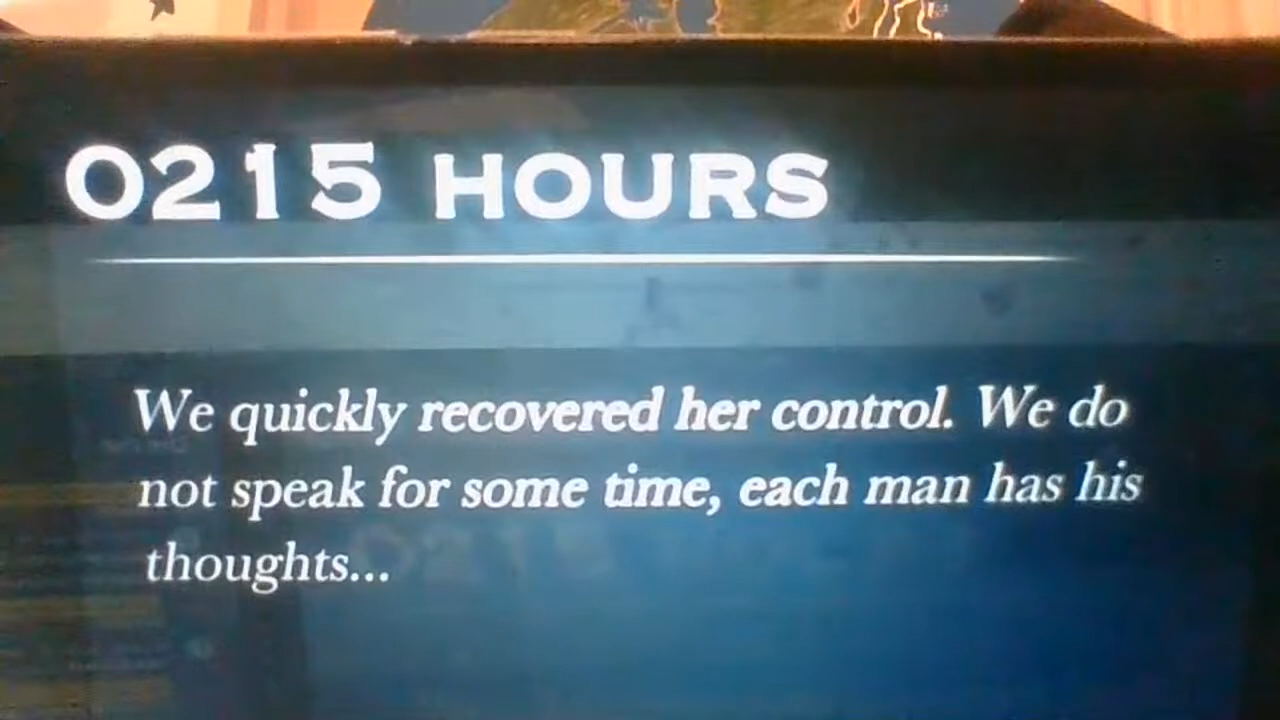 0215 HOURS
We quickly recovered her control. We do
not speak for some time, each man has his
thoughts...